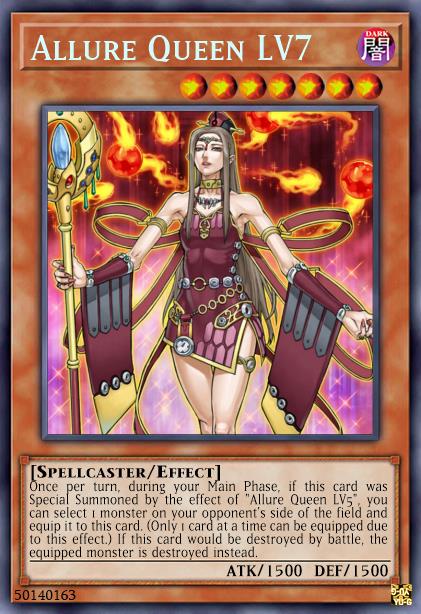 ALLURE QUEEN LV7
DARK
闇
[SPELLCASTER/EFFECT]
Once per turn, during your Main Phase, if this card was
Special Summoned by the effect of "Allure Queen LV5", you
can select 1 monster on your opponent's side of the field and
equip it to this card. (Only 1 card at a time can be equipped due
to this effect.) If this card would be destroyed by battle, the
equipped monster is destroyed instead.
ATK/1500 DEF/1500
50140163